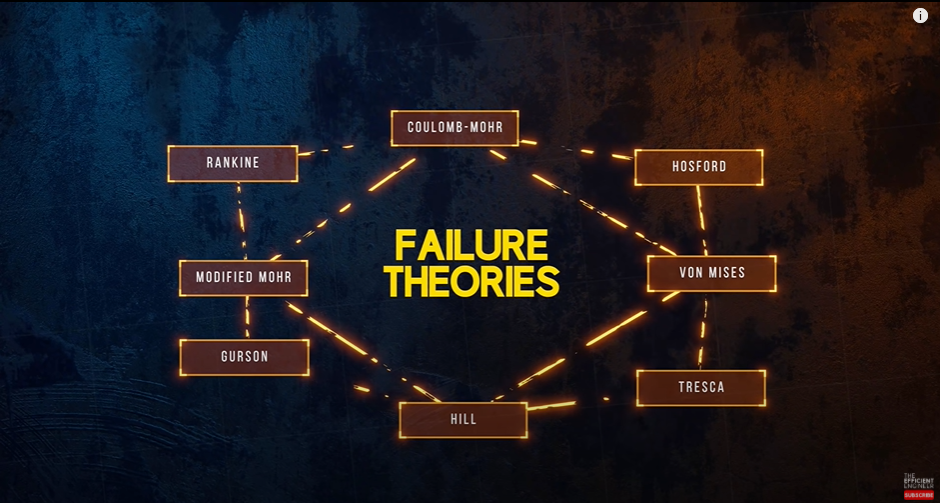 COULOMB-MOHR
RANKINE
HOSFORD
FAILURE
THEORIES
MODIFIED MOHR
VON MISES
GURSON
TRESCA
HILL
THE
EFFICIENT
ENGINEER
SUBSCRIBE
i